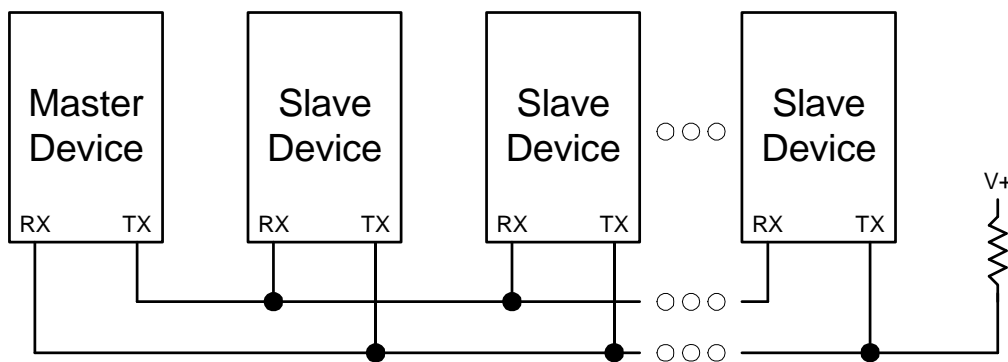 Master
Device
Slave
Device
Slave
Device
Slave
Device
V+
RX TX
RX TX
RX TX
RX TX